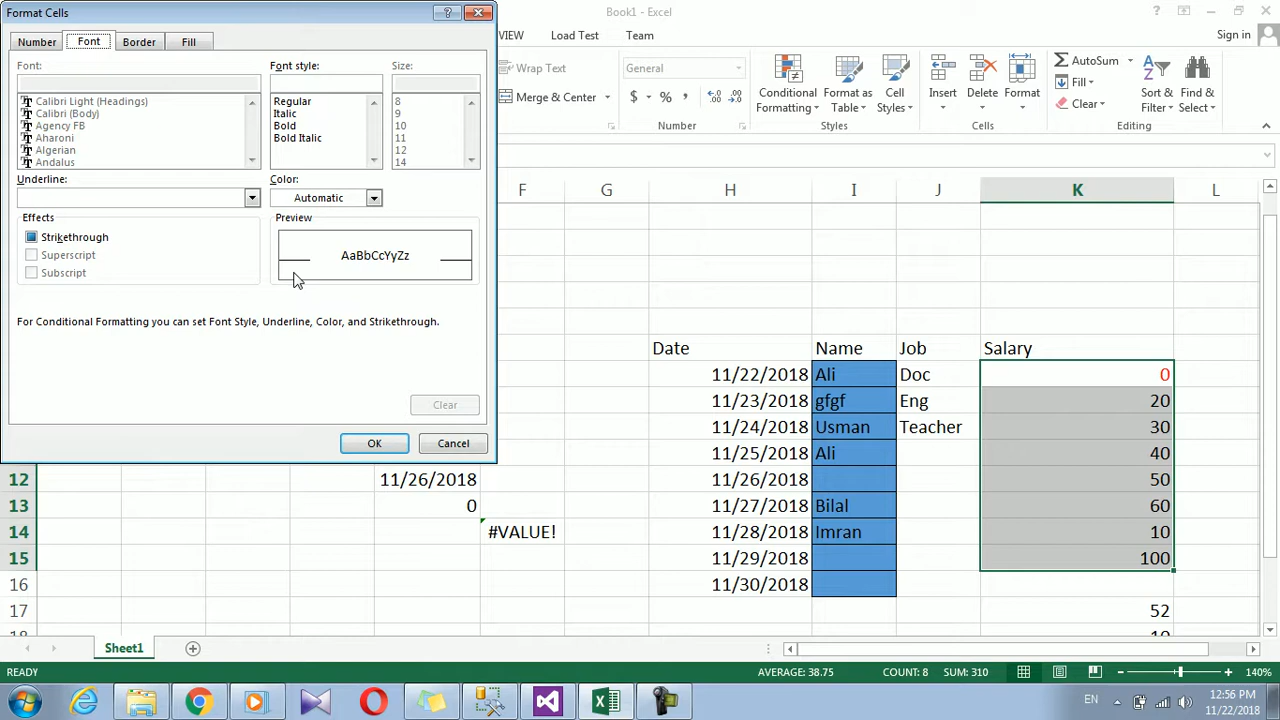 Format Cells
?
Book1 - Excel
?
Number Font Border Fill
VIEW Load Test Team
Sign in
Font:
Font style:
Size:
Calibri Light (Headings)
Calibri (Body)
Agency FB
Aharoni
Algerian
Andalus
Regular
Italic
Bold
Bold Italic
8
9
10
11
12
14
Underline:
Color:
Automatic
Effects
Strikethrough
Superscript
Subscript
Preview
AaBbCcYyZz
For Conditional Formatting you can set Font Style, Underline, Color, and Strikethrough.
Clear
OK Cancel
Wrap Text
Merge & Center
General
$ % , .00
Number
Conditional Formatting
Format as Table
Cell Styles
Styles
Insert Delete Format
Cells
AutoSum
Fill
Clear
Sort & Filter
Find & Select
Editing
F G H I J K L
Date Name Job Salary
11/22/2018 Ali Doc 0
11/23/2018 gfgf Eng 20
11/24/2018 Usman Teacher 30
11/25/2018 Ali 40
12 11/26/2018 11/26/2018 50
13 0 11/27/2018 Bilal 60
14 #VALUE! 11/28/2018 Imran 10
15 11/29/2018 100
16 11/30/2018
17 52
18 10
Sheet1
READY AVERAGE: 38.75 COUNT: 8 SUM: 310 140%
EN
12:56 PM
11/22/2018